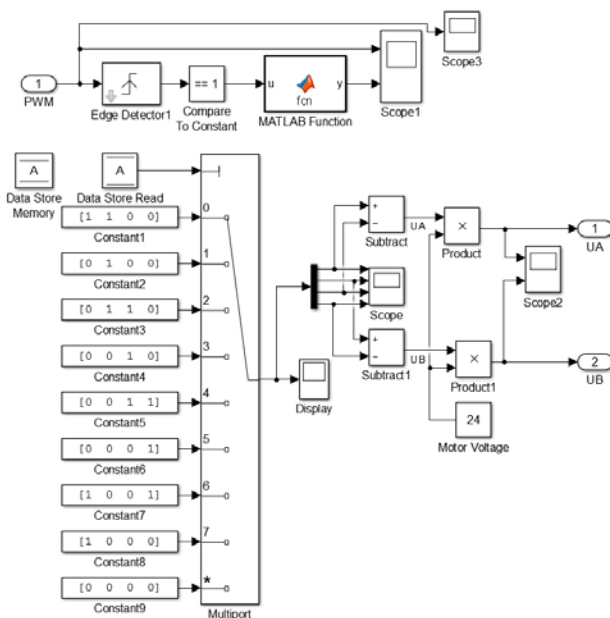 1
PWM
Edge Detector1
== 1
Compare
To Constant
u
fcn
y
MATLAB Function
Scope1
Scope3
A
Data Store
Memory
A
Data Store Read
[1 1 0 0]
Constant1
[0 1 0 0]
Constant2
[0 1 1 0]
Constant3
[0 0 1 0]
Constant4
[0 0 1 1]
Constant5
[0 0 0 1]
Constant6
[1 0 0 1]
Constant7
[1 0 0 0]
Constant8
[0 0 0 0]
Constant9
0
1
2
3
4
5
6
7
*
Multiport
Display
Scope
+
−
Subtract
UA
×
Product
+
−
Subtract1
UB
×
Product1
24
Motor Voltage
Scope2
1
UA
2
UB